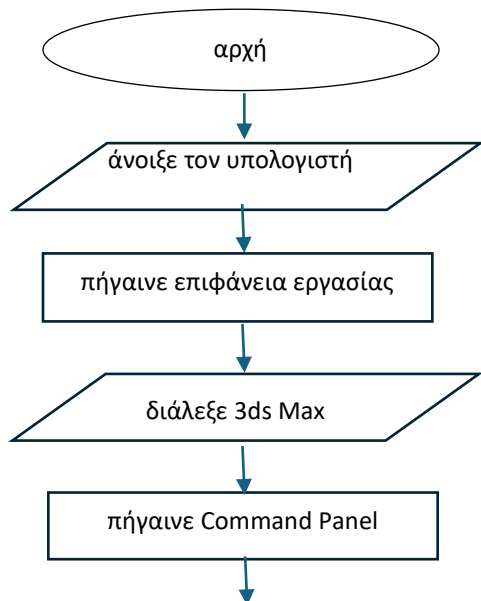 αρχή
άνοιξε τον υπολογιστή
πήγαινε επιφάνεια εργασίας
διάλεξε 3ds Max
πήγαινε Command Panel